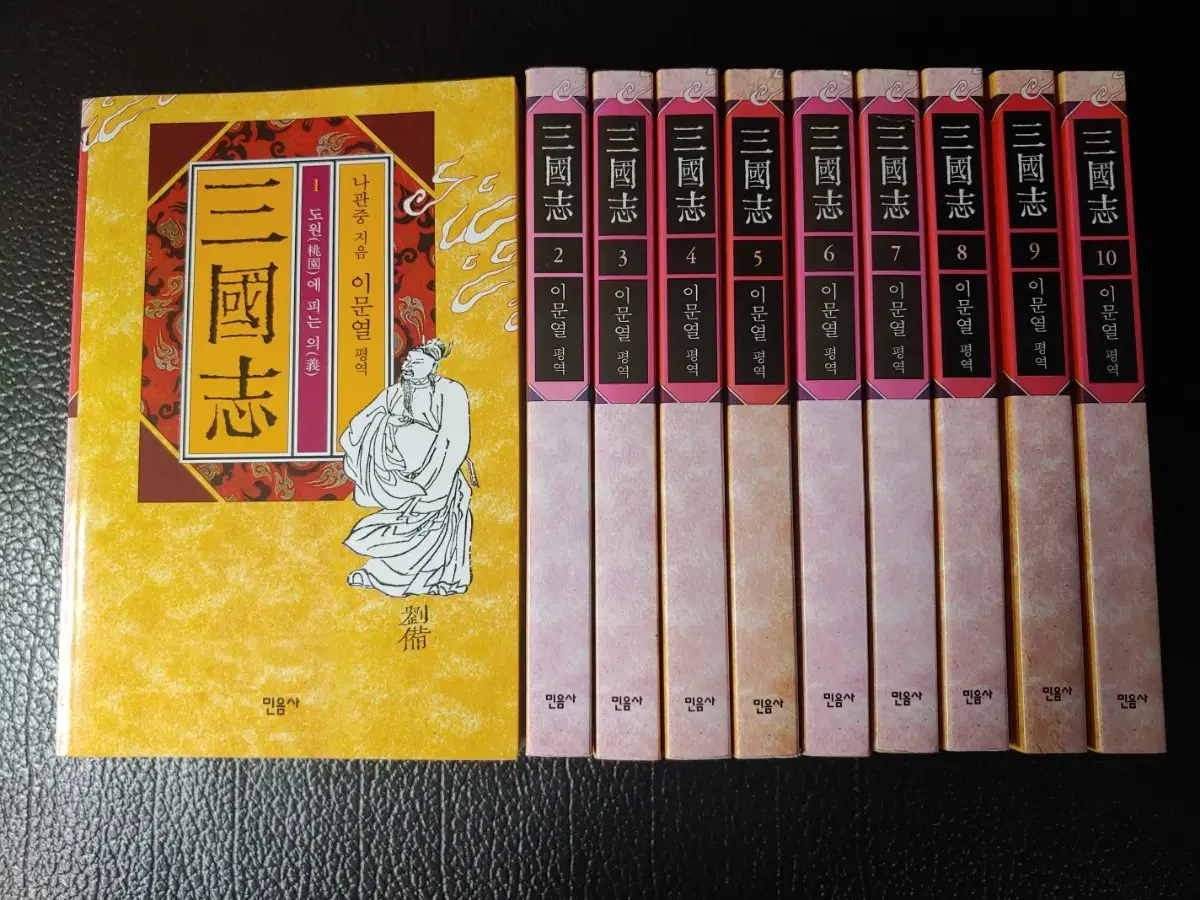 三國志
1 도원(桃園)에 피는 의(義)
나관중 지음 이문열 평역
劉備
민음사
三國志 2 이문열 평역 민음사
三國志 3 이문열 평역 민음사
三國志 4 이문열 평역 민음사
三國志 5 이문열 평역 민음사
三國志 6 이문열 평역 민음사
三國志 7 이문열 평역 민음사
三國志 8 이문열 평역 민음사
三國志 9 이문열 평역 민음사
三國志 10 이문열 평역 민음사